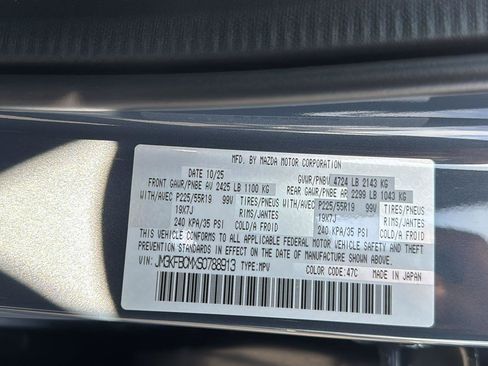 MFD. BY MAZDA MOTOR CORPORATION
DATE 10/25 GVWR/PNBV 4724 LB 2143 KG
FRONT GAWR/PNBE AV 2425 LB 1100 KG REAR GAWR/PNBE AR 2299 LB 1043 KG
WITH/AVEC P225/55R19 99V TIRES/PNEUS WITH/AVEC P225/55R19 99V TIRES/PNEUS
19X7J RIMS/JANTES 19X7J RIMS/JANTES
240 KPA/35 PSI COLD/A FROID 240 KPA/35 PSI COLD/A FROID
THIS VEHICLE CONFORMS TO ALL APPLICABLE FEDERAL MOTOR VEHICLE SAFETY,
BUMPER AND THEFT PREVENTION STANDARDS IN EFFECT ON THE DATE OF MANUFACTURE SHOWN ABOVE.
VIN: TYPE:MPV COLOR CODE:47C MADE IN JAPAN